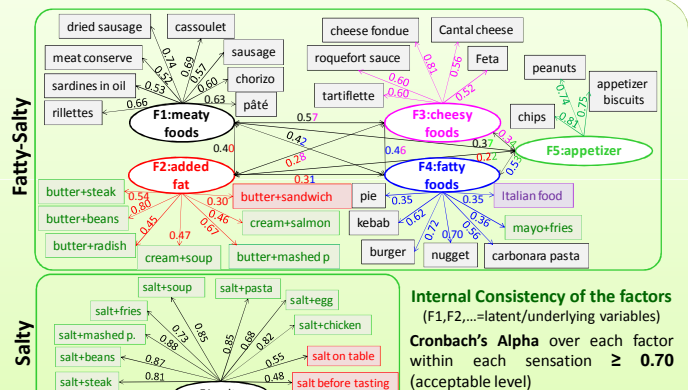 Fatty-Salty
dried sausage
cassoulet
meat conserve
sausage
sardines in oil
chorizo
rillettes
pâté
0.74
0.69
0.52
0.57
0.53
0.60
0.66
0.63
F1:meaty
foods
cheese fondue
Cantal cheese
roquefort sauce
Feta
tartiflette
0.81
0.56
0.60
0.60
0.52
F3:cheesy
foods
peanuts
appetizer
biscuits
chips
0.74
0.75
0.81
F5:appetizer
0.57
0.42
0.40
0.28
0.46
0.31
0.34
0.37
0.22
F2:added
fat
butter+steak
butter+beans
butter+radish
cream+soup
butter+mashed p
cream+salmon
butter+sandwich
0.54
0.80
0.45
0.47
0.67
0.46
0.30
F4:fatty
foods
pie
kebab
burger
nugget
carbonara pasta
mayo+fries
Italian food
0.35
0.62
0.72
0.70
0.56
0.36
0.35
Salty
salt+soup
salt+pasta
salt+fries
salt+egg
salt+mashed p.
salt+chicken
salt+beans
salt on table
salt+steak
salt before tasting
0.85
0.85
0.73
0.68
0.88
0.82
0.87
0.55
0.81
0.48
Internal Consistency of the factors
(F1,F2,…=latent/underlying variables)
Cronbach's Alpha over each factor
within each sensation ≥ 0.70
(acceptable level)